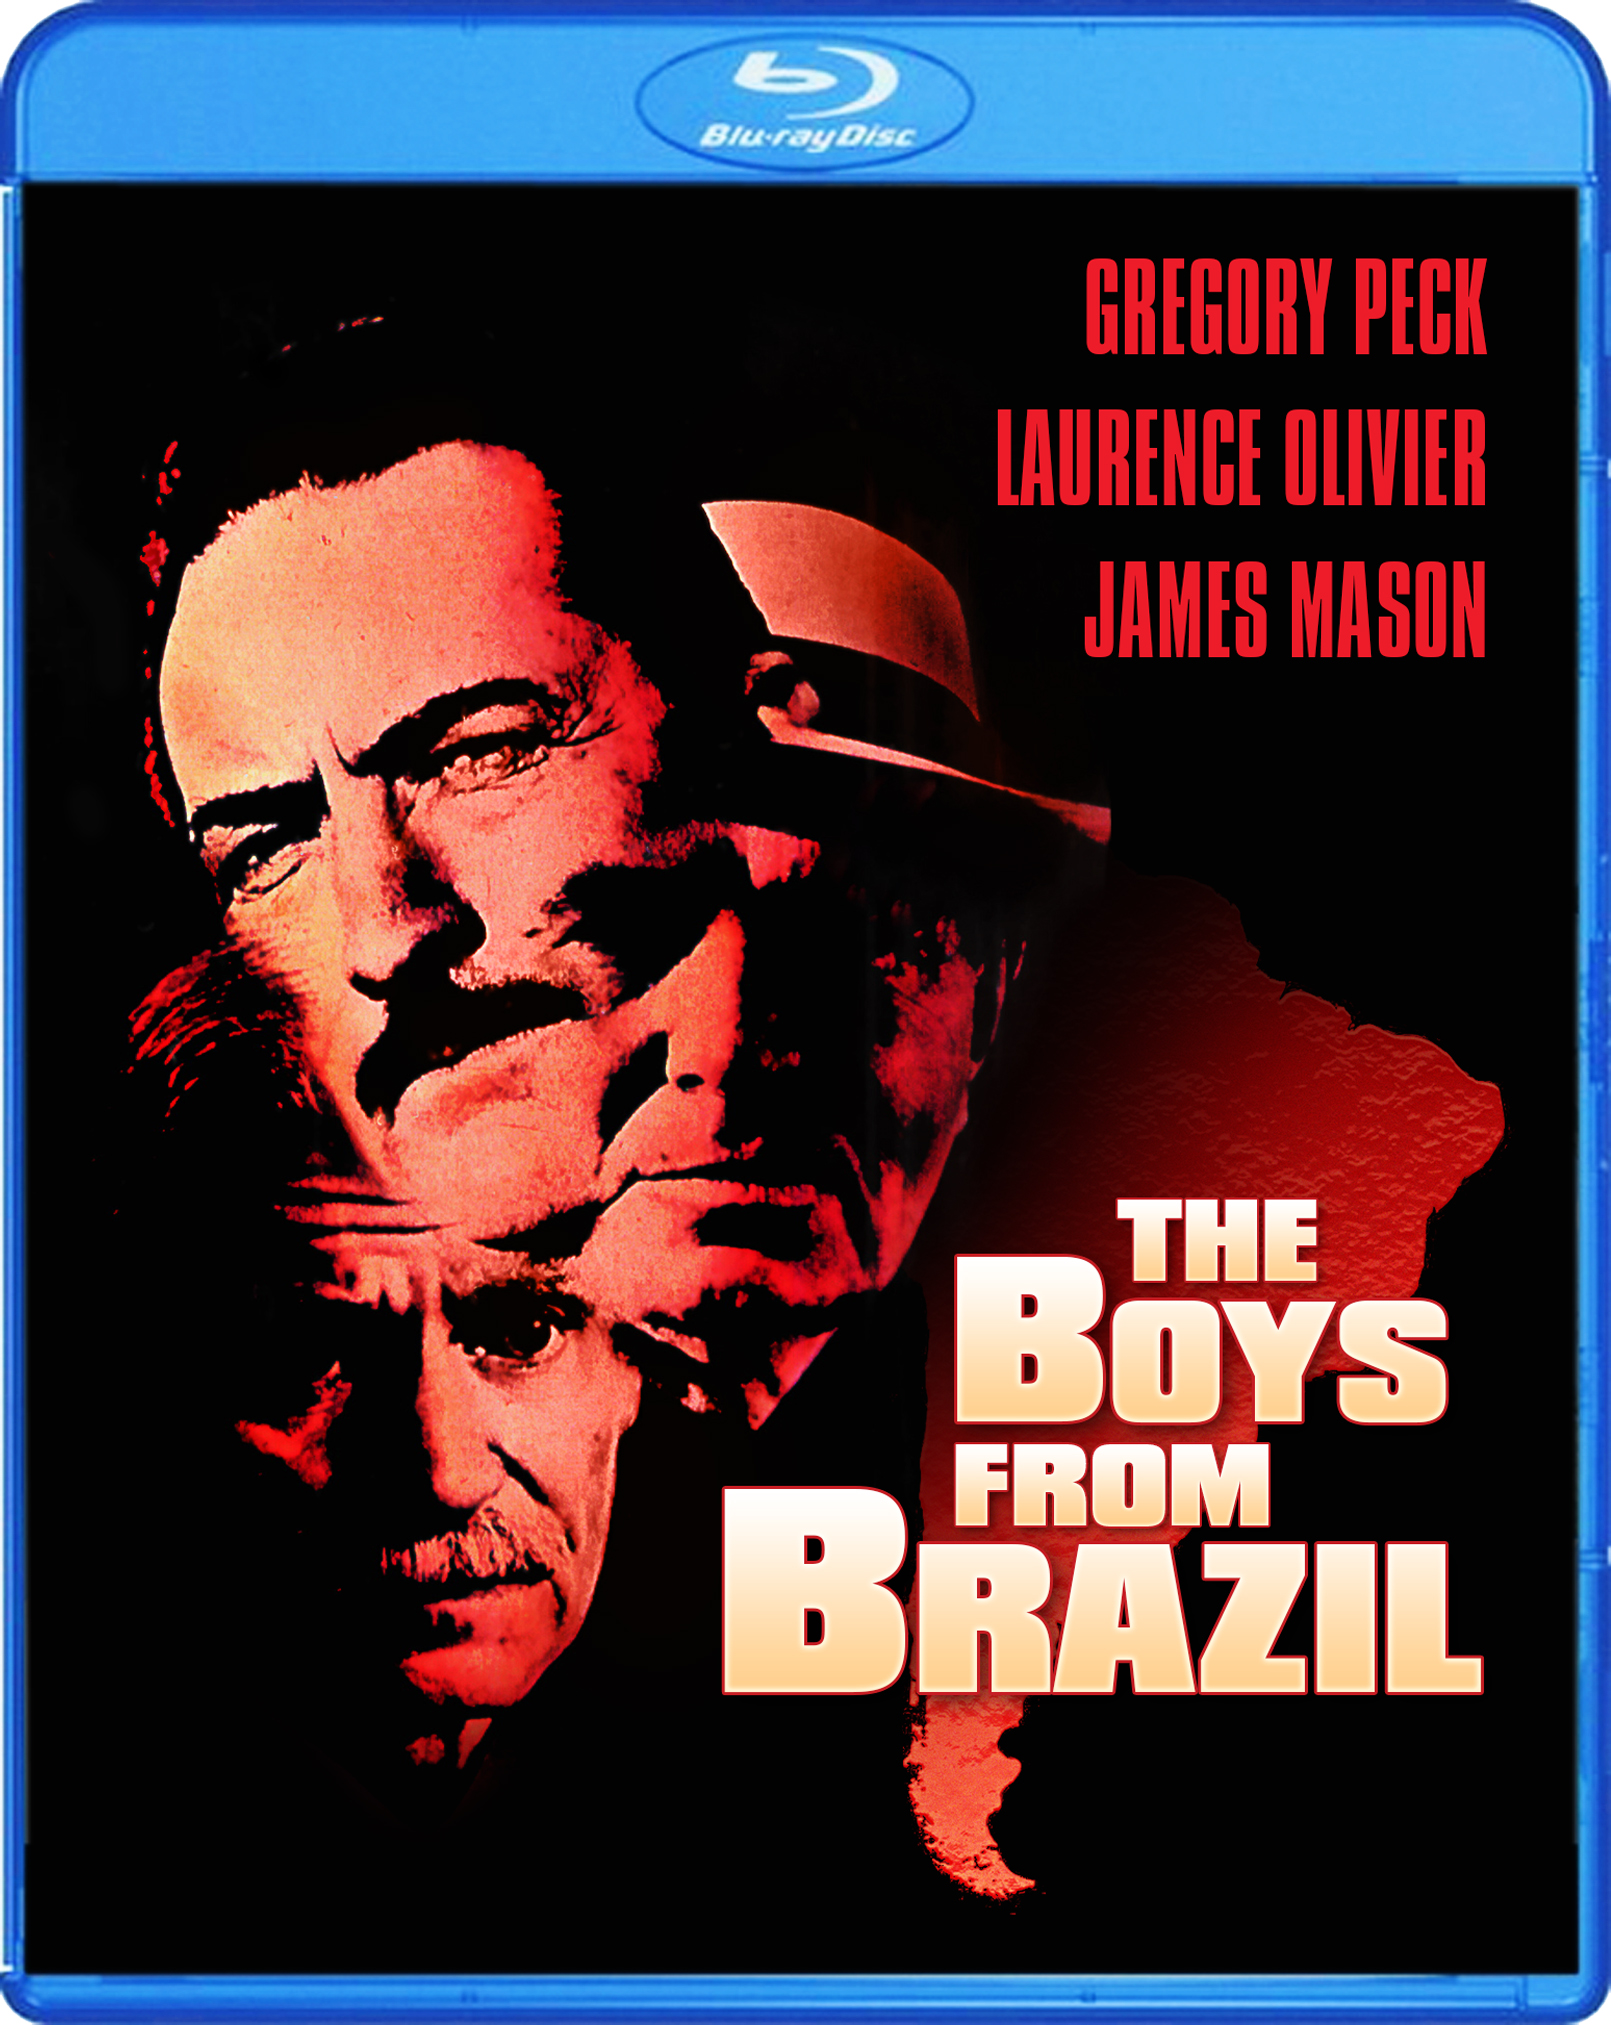 Blu-ray Disc
GREGORY PECK
LAURENCE OLIVIER
JAMES MASON
THE
BOYS
FROM
BRAZIL